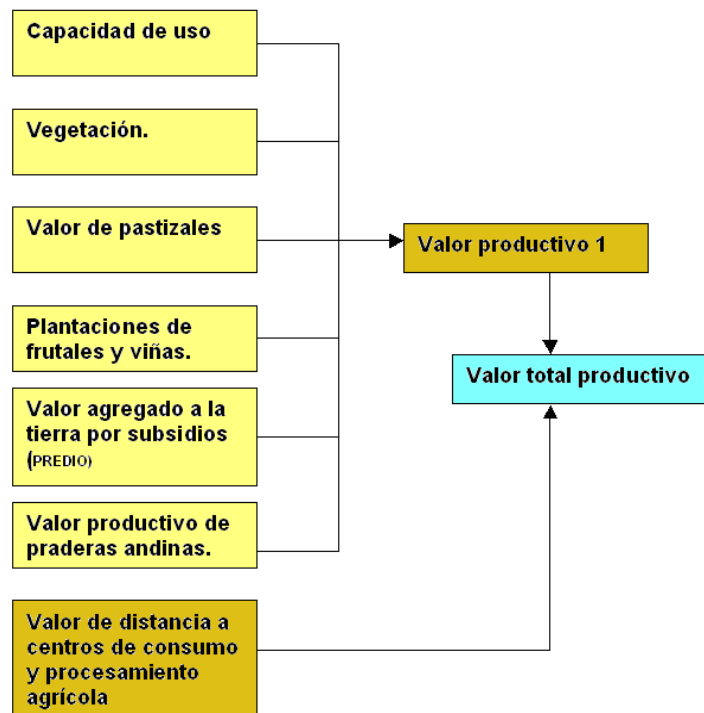 Capacidad de uso
Vegetación.
Valor de pastizales
Valor productivo 1
Plantaciones de
frutales y viñas.
Valor total productivo
Valor agregado a la
tierra por subsidios
(PREDIO)
Valor productivo de
praderas andinas.
Valor de distancia a
centros de consumo
y procesamiento
agrícola